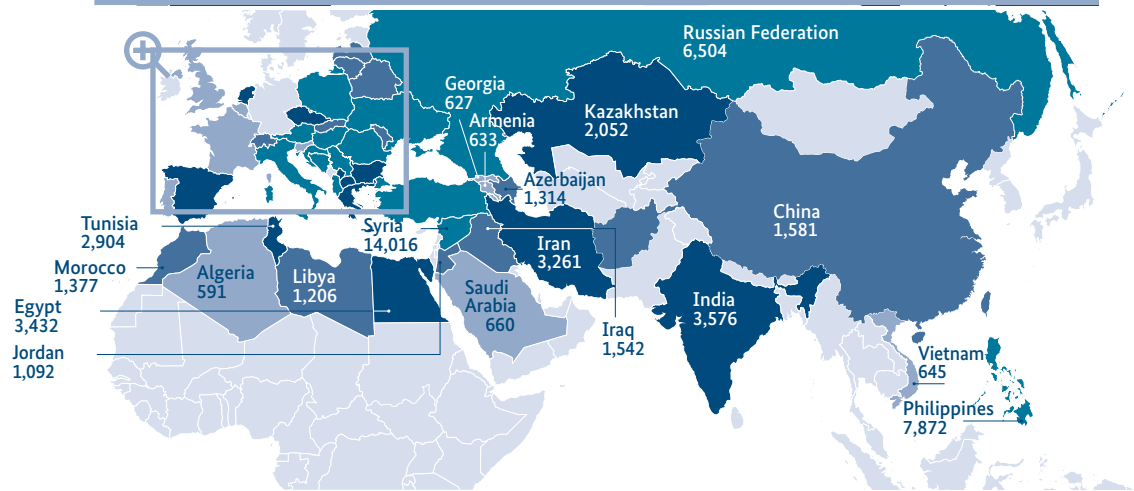 Russian Federation
6,504
Georgia
627
Armenia
633
Kazakhstan
2,052
Azerbaijan
1,314
China
1,581
Tunisia
2,904
Syria
14,016
Iran
3,261
Morocco
1,377
Algeria
591
Libya
1,206
Saudi
Arabia
660
India
3,576
Egypt
3,432
Iraq
1,542
Jordan
1,092
Vietnam
645
Philippines
7,872